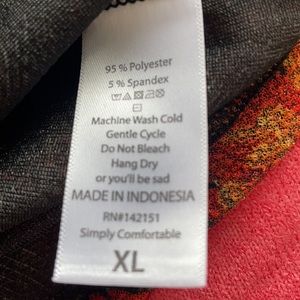 95 % Polyester
5 % Spandex
Machine Wash Cold
Gentle Cycle
Do Not Bleach
Hang Dry
or you'll be sad
MADE IN INDONESIA
RN#142151
Simply Comfortable
XL